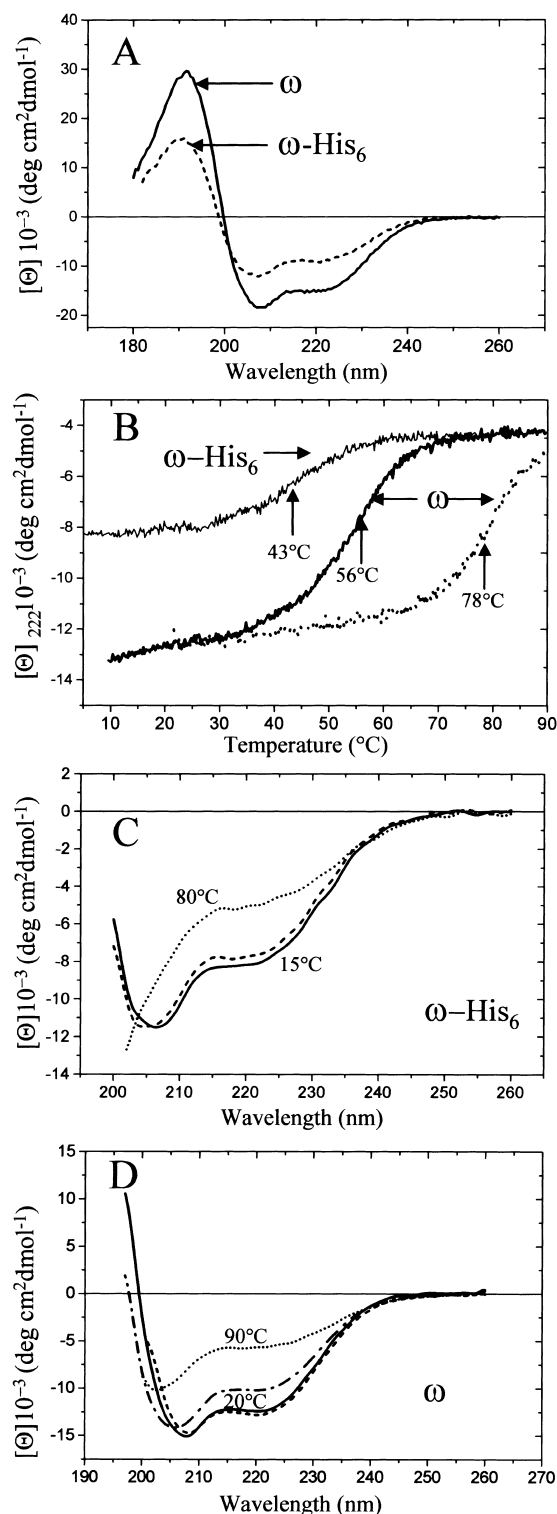 A
[Θ] 10⁻³ (deg cm²dmol⁻¹)
40
30
20
10
0
-10
-20
ω
ω-His₆
180 200 220 240 260
Wavelength (nm)
B
[Θ]₂₂₂10⁻³ (deg cm²dmol⁻¹)
-4
-6
-8
-10
-12
-14
ω–His₆
ω
43°C
56°C
78°C
10 20 30 40 50 60 70 80 90
Temperature (°C)
C
[Θ]10⁻³ (deg cm²dmol⁻¹)
2
0
-2
-4
-6
-8
-10
-12
-14
80°C
15°C
ω–His₆
200 210 220 230 240 250 260
Wavelength (nm)
D
[Θ]10⁻³ (deg cm²dmol⁻¹)
15
10
5
0
-5
-10
-15
90°C
20°C
ω
190 200 210 220 230 240 250 260 270
Wavelength (nm)